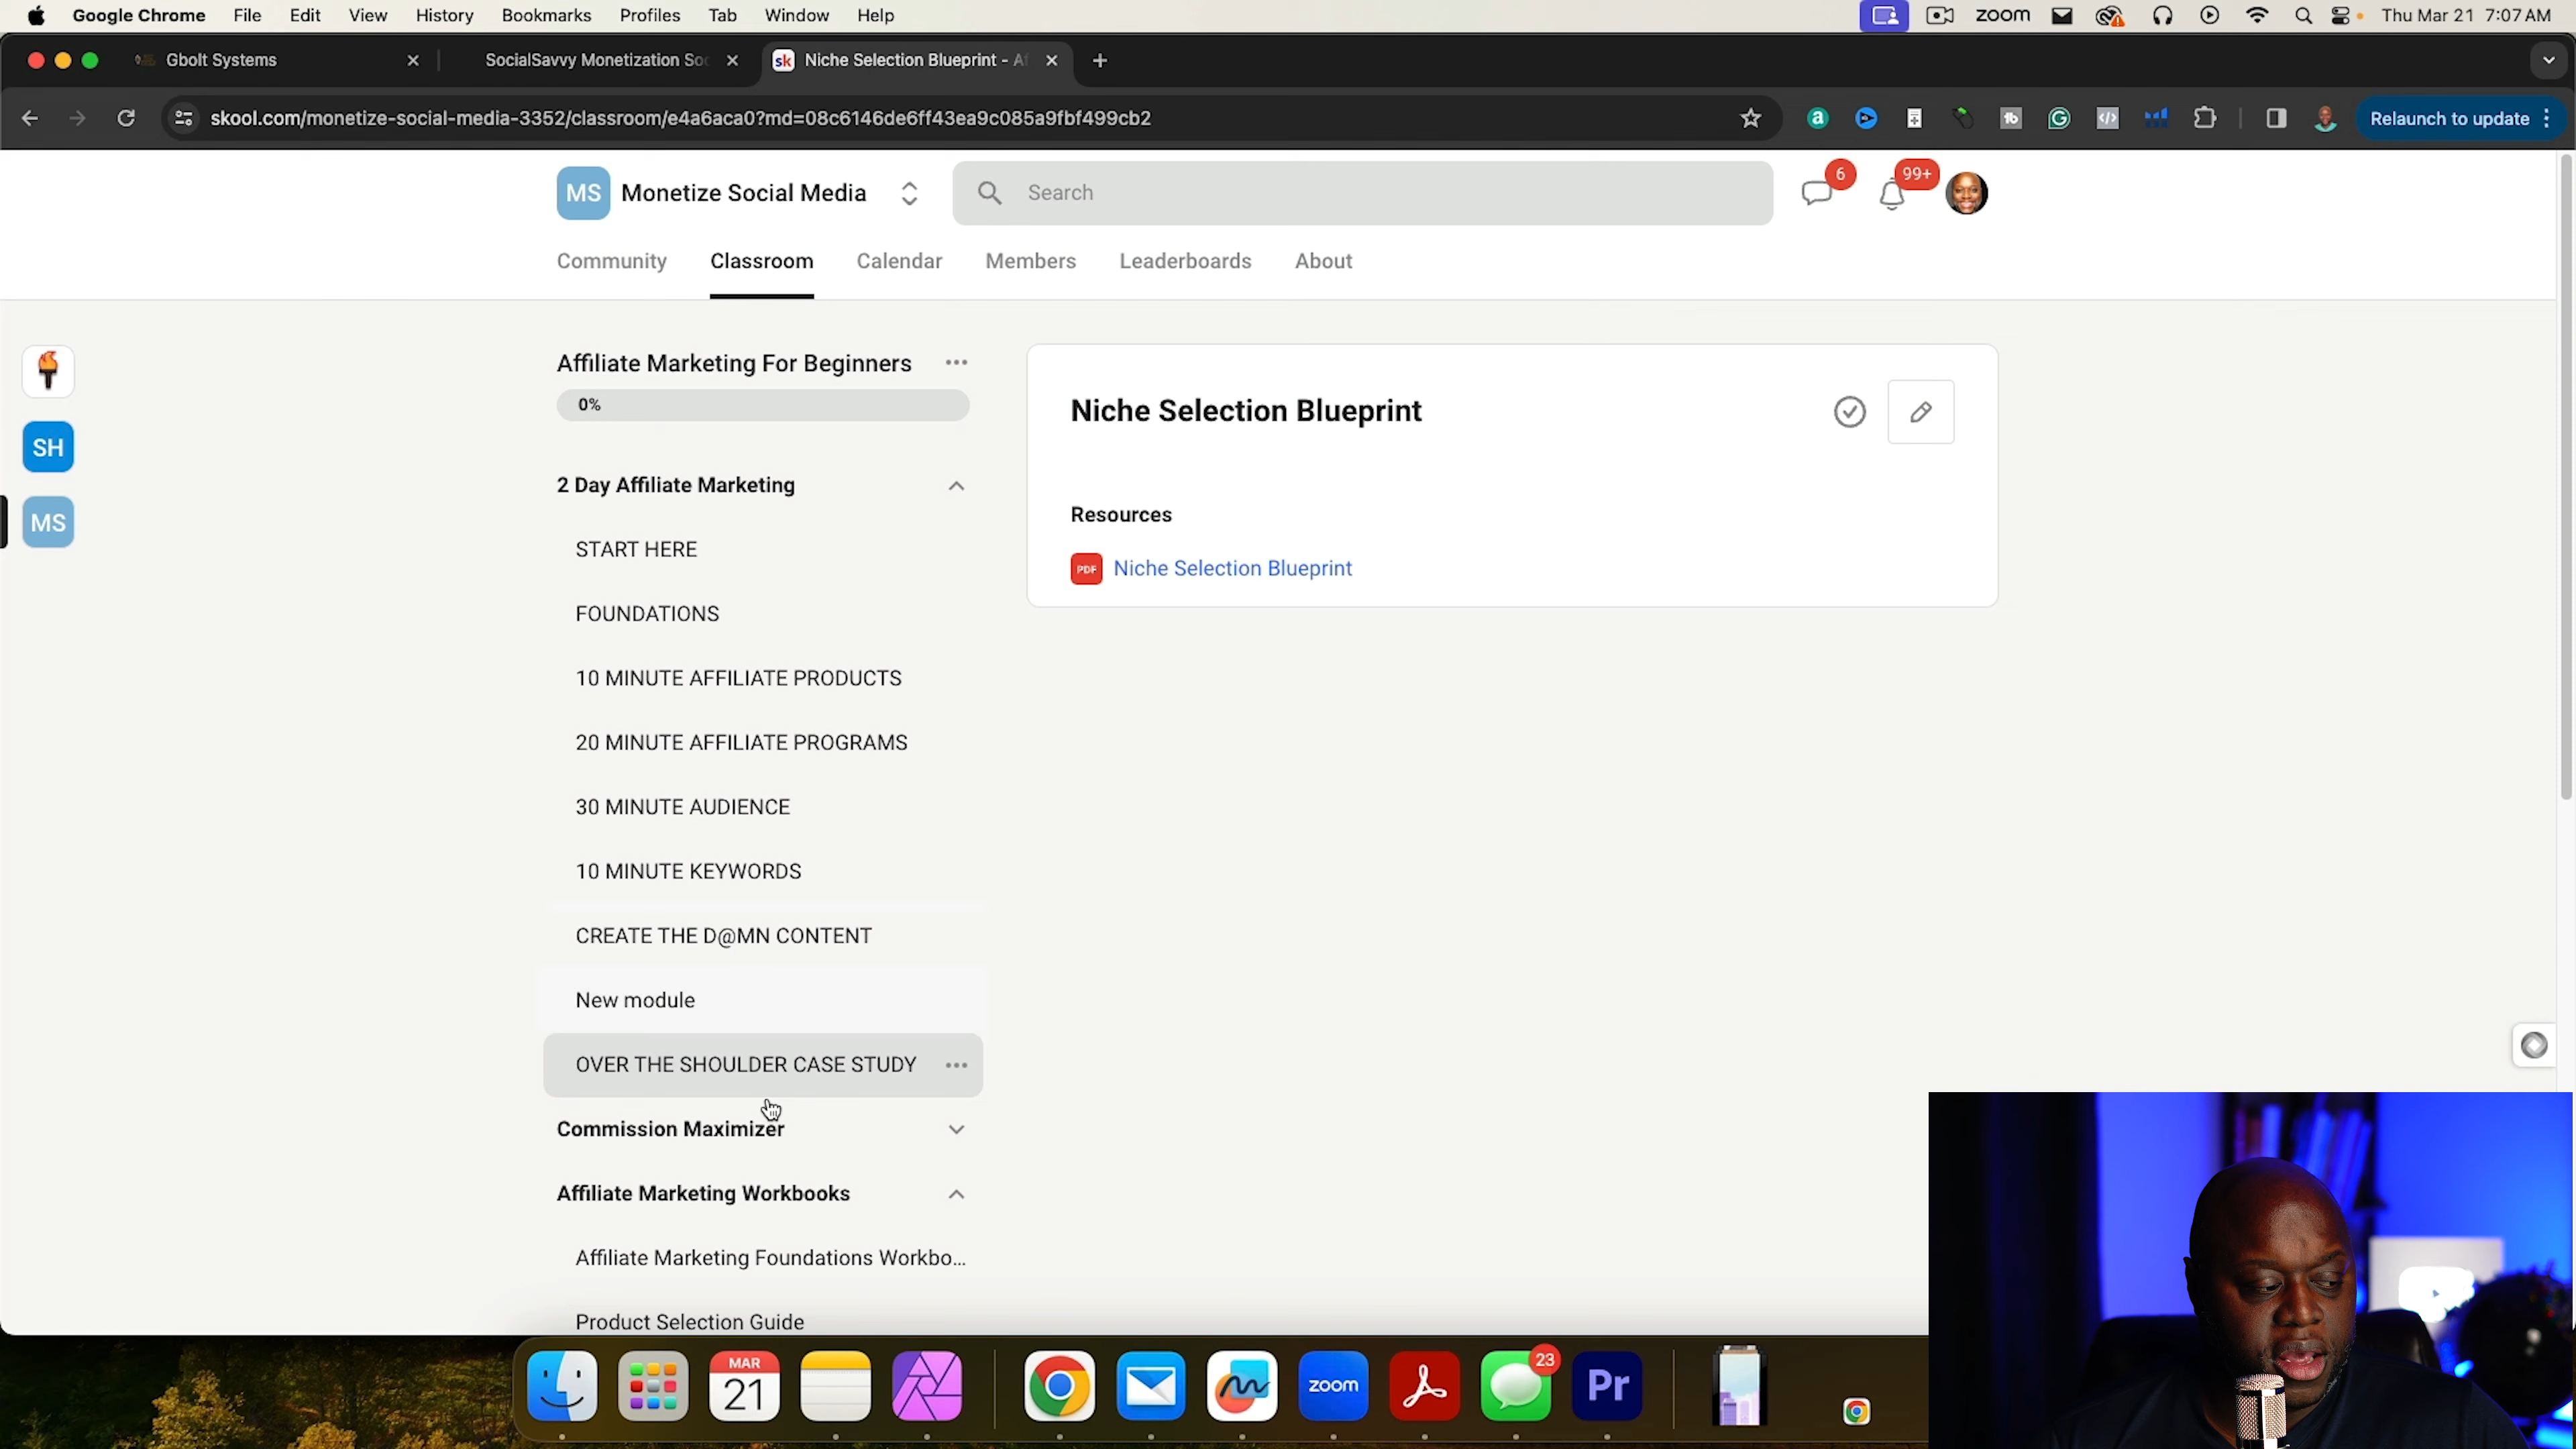 Google Chrome File Edit View History Bookmarks Profiles Tab Window Help zoom Thu Mar 21 7:07 AM
Gbolt Systems SocialSavvy Monetization Soc sk Niche Selection Blueprint - Af
skool.com/monetize-social-media-3352/classroom/e4a6aca0?md=08c6146de6ff43ea9c085a9fbf499cb2 a tb G Relaunch to update
MS Monetize Social Media Search 6 99+
Community Classroom Calendar Members Leaderboards About
SH
MS
Affiliate Marketing For Beginners
0%
2 Day Affiliate Marketing
START HERE
FOUNDATIONS
10 MINUTE AFFILIATE PRODUCTS
20 MINUTE AFFILIATE PROGRAMS
30 MINUTE AUDIENCE
10 MINUTE KEYWORDS
CREATE THE D@MN CONTENT
New module
OVER THE SHOULDER CASE STUDY
Commission Maximizer
Affiliate Marketing Workbooks
Affiliate Marketing Foundations Workbo...
Product Selection Guide
Niche Selection Blueprint
Resources
PDF Niche Selection Blueprint
MAR
21
zoom
23
Pr